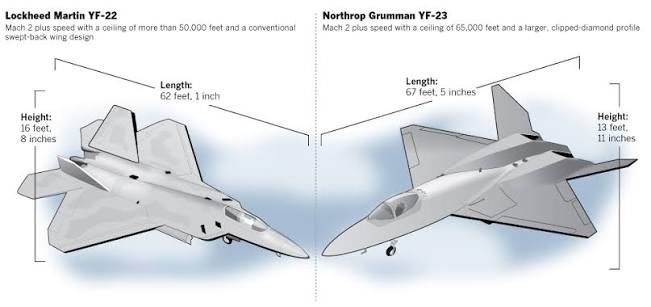 Lockheed Martin YF-22
Mach 2 plus speed with a ceiling of more than 50,000 feet and a conventional
swept-back wing design
Length:
62 feet, 1 inch
Height:
16 feet,
8 inches
Northrop Grumman YF-23
Mach 2 plus speed with a ceiling of 65,000 feet and a larger, clipped-diamond profile
Length:
67 feet, 5 inches
Height:
13 feet,
11 inches